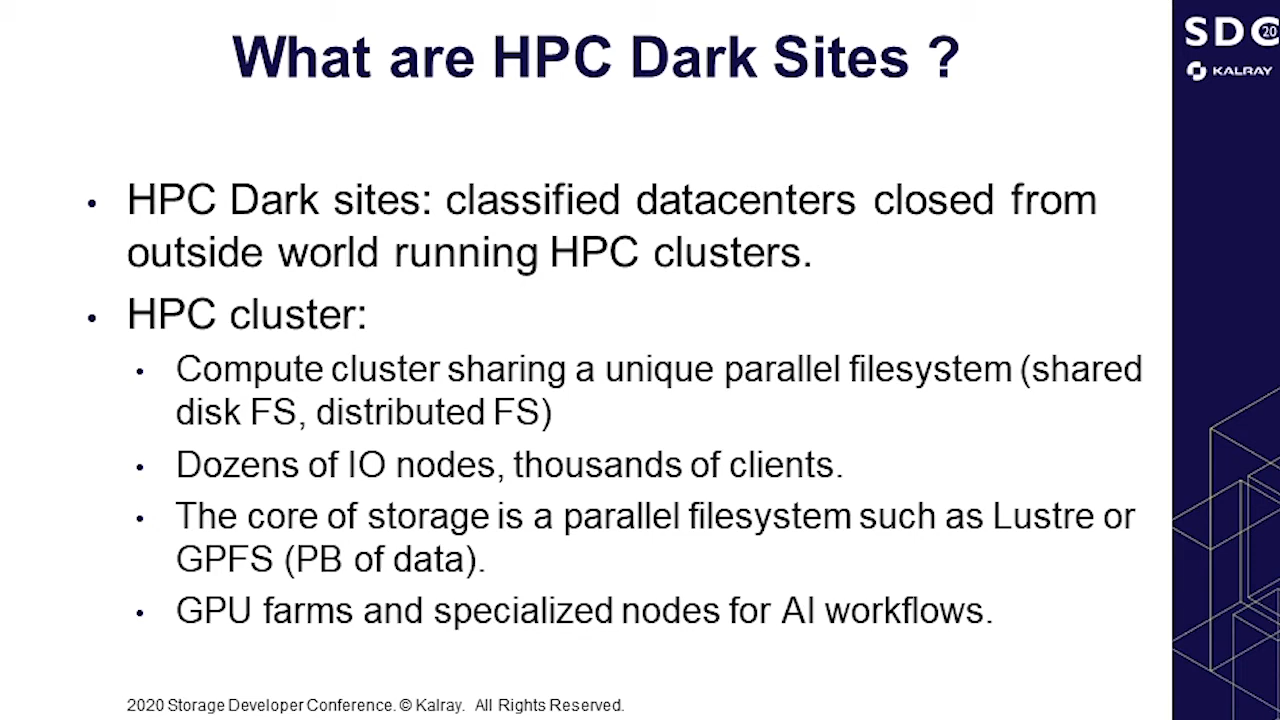 What are HPC Dark Sites ?
SDC 20
KALRAY
• HPC Dark sites: classified datacenters closed from
outside world running HPC clusters.
• HPC cluster:
• Compute cluster sharing a unique parallel filesystem (shared
disk FS, distributed FS)
• Dozens of IO nodes, thousands of clients.
• The core of storage is a parallel filesystem such as Lustre or
GPFS (PB of data).
• GPU farms and specialized nodes for AI workflows.
2020 Storage Developer Conference. © Kalray. All Rights Reserved.